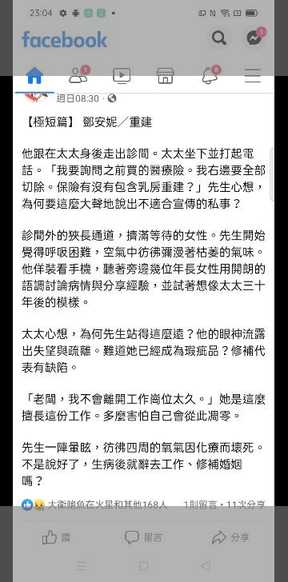 23:04
facebook
週日08:30 ·
【極短篇】 鄧安妮／重建
他跟在太太身後走出診間。太太坐下並打起電
話。「我要詢問之前買的醫療險。我右邊要全部
切除。保險有沒有包含乳房重建？」先生心想，
為何要這麼大聲地說出不適合宣傳的私事？
診間外的狹長通道，擠滿等待的女性。先生開始
覺得呼吸困難，空氣中彷彿瀰漫著枯萎的氣味。
他佯裝看手機，聽著旁邊幾位年長女性用開朗的
語調討論病情與分享經驗，並試著想像太太三十
年後的模樣。
太太心想，為何先生站得這麼遠？他的眼神流露
出失望與疏離。難道她已經成為瑕疵品？修補代
表有缺陷。
「老闆，我不會離開工作崗位太久。」她是這麼
擅長這份工作。多麼害怕自己會從此凋零。
先生一陣暈眩，彷彿四周的氧氣因化療而壞死。
不是說好了，生病後就辭去工作、修補婚姻
嗎？
大衛鮑魚在火星和其他168人
1則留言·11次分享
讚
留言
分享